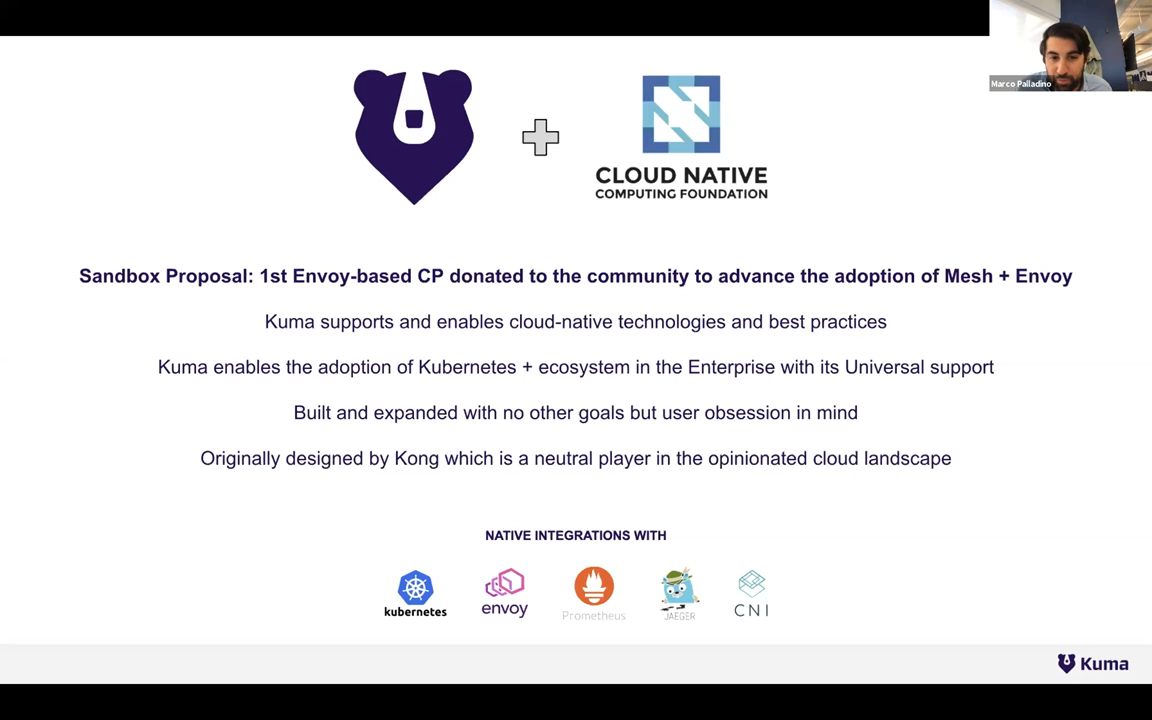 Marco Palladino
CLOUD NATIVE
COMPUTING FOUNDATION
Sandbox Proposal: 1st Envoy-based CP donated to the community to advance the adoption of Mesh + Envoy
Kuma supports and enables cloud-native technologies and best practices
Kuma enables the adoption of Kubernetes + ecosystem in the Enterprise with its Universal support
Built and expanded with no other goals but user obsession in mind
Originally designed by Kong which is a neutral player in the opinionated cloud landscape
NATIVE INTEGRATIONS WITH
kubernetes
envoy
Prometheus
JAEGER
CNI
Kuma